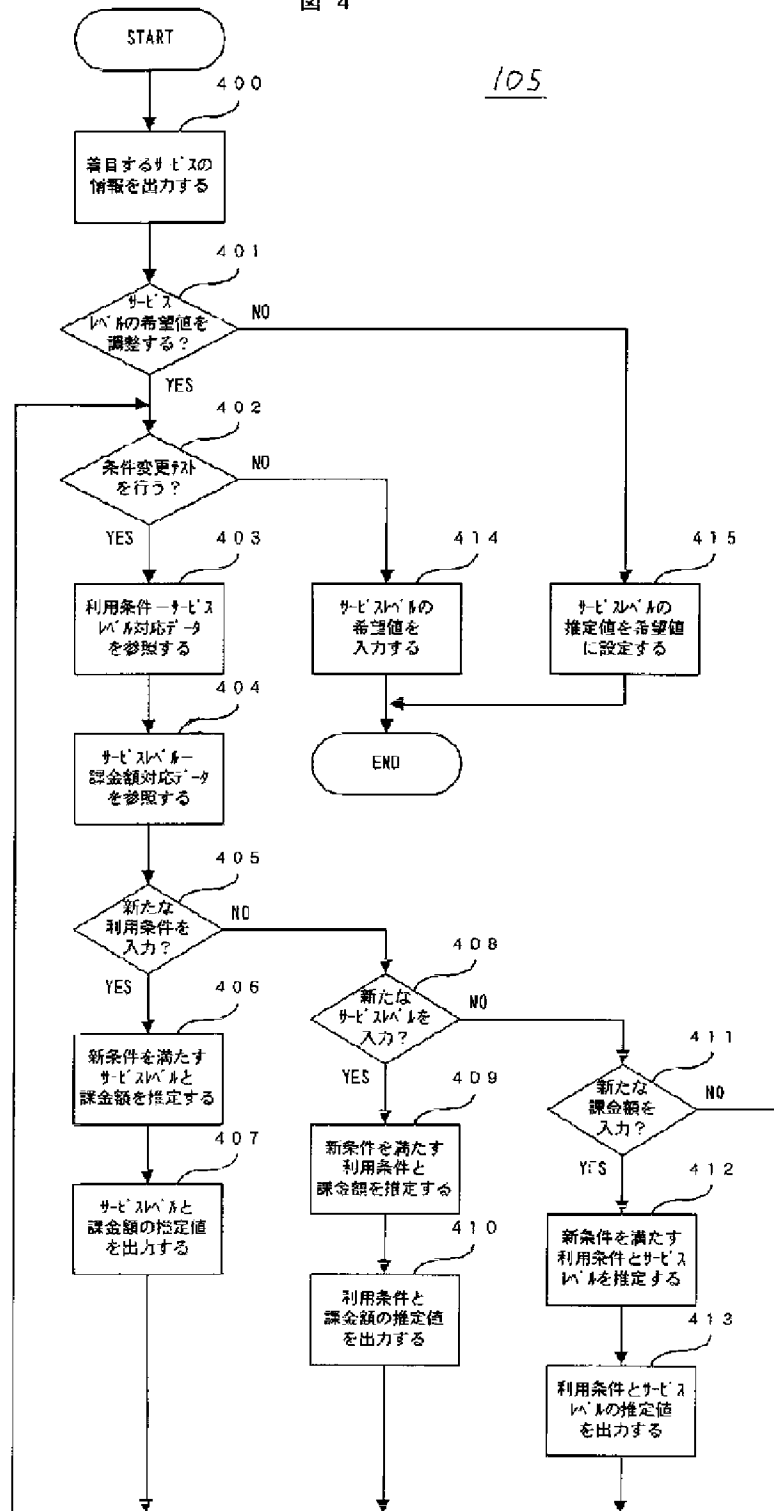 図 4
START
105
400
着目するサービスの
情報を出力する
401
サービス
レベルの希望値を
調整する?
NO
YES
402
条件変更テスト
を行う?
NO
YES
403
利用条件-サービス
レベル対応データ
を参照する
414
サービスレベルの
希望値を
入力する
415
サービスレベルの
推定値を希望値
に設定する
404
サービスレベル-
課金額対応データ
を参照する
END
405
新たな
利用条件を
入力?
NO
YES
406
新条件を満たす
サービスレベルと
課金額を推定する
407
サービスレベルと
課金額の推定値
を出力する
408
新たな
サービスレベルを
入力?
NO
YES
409
新条件を満たす
利用条件と
課金額を推定する
410
利用条件と
課金額の推定値
を出力する
411
新たな
課金額を
入力?
NO
YES
412
新条件を満たす
利用条件とサービス
レベルを推定する
413
利用条件とサービス
レベルの推定値
を出力する